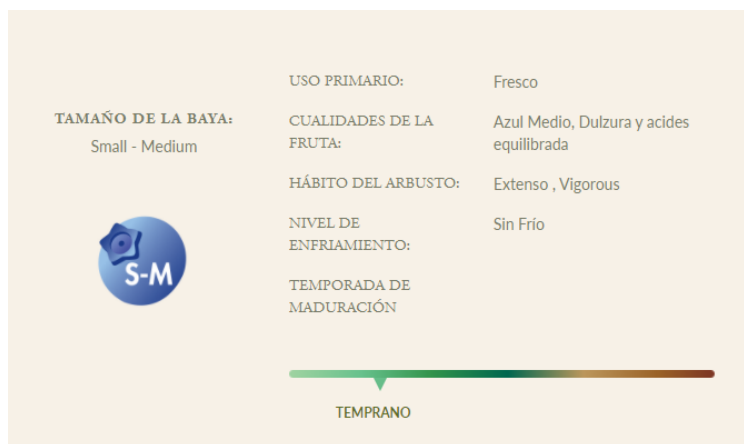 TAMAÑO DE LA BAYA:
Small - Medium
S-M
USO PRIMARIO:
Fresco
CUALIDADES DE LA
FRUTA:
Azul Medio, Dulzura y acides
equilibrada
HÁBITO DEL ARBUSTO:
Extenso , Vigorous
NIVEL DE
ENFRIAMIENTO:
Sin Frío
TEMPORADA DE
MADURACIÓN
TEMPRANO